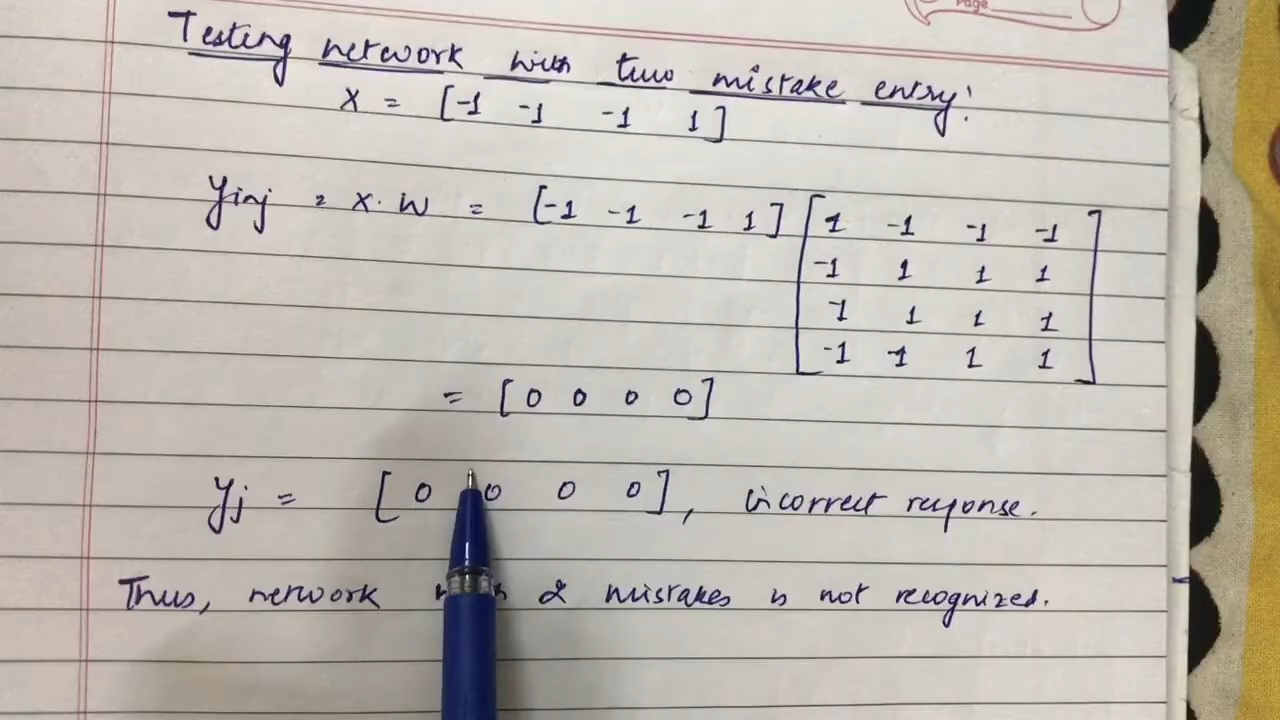 Page
Testing network with two mistake entry:
X = [-1 -1 -1 1]
Yinj = X. W = [-1 -1 -1 1] [1 -1 -1 -1
-1 1 1 1
-1 1 1 1
-1 -1 1 1]
= [0 0 0 0]
Yj = [0 0 0 0], incorrect response.
Thus, network 2 mistakes is not recognized.